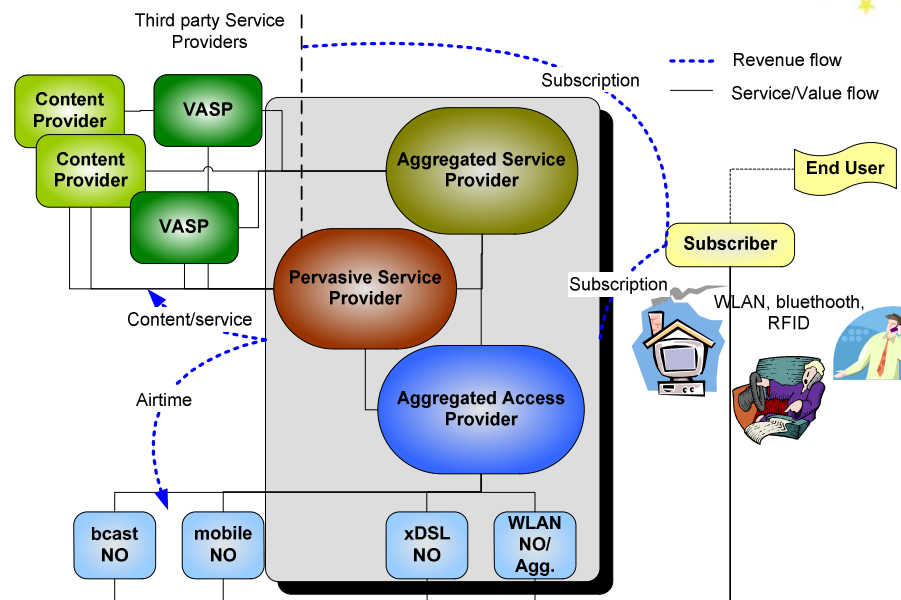 Third party Service
Providers
Subscription
Revenue flow
Service/Value flow
Content
Provider
VASP
Content
Provider
VASP
Aggregated Service
Provider
End User
Subscriber
Pervasive Service
Provider
Subscription
WLAN, bluethooth,
RFID
Content/service
Airtime
Aggregated Access
Provider
bcast
NO
mobile
NO
xDSL
NO
WLAN
NO/
Agg.